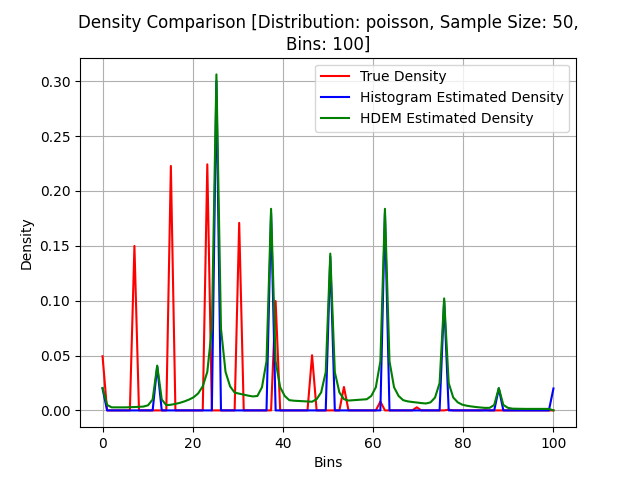 Density Comparison [Distribution: poisson, Sample Size: 50,
Bins: 100]
True Density
Histogram Estimated Density
HDEM Estimated Density
Density
0.30
0.25
0.20
0.15
0.10
0.05
0.00
0 20 40 60 80 100
Bins